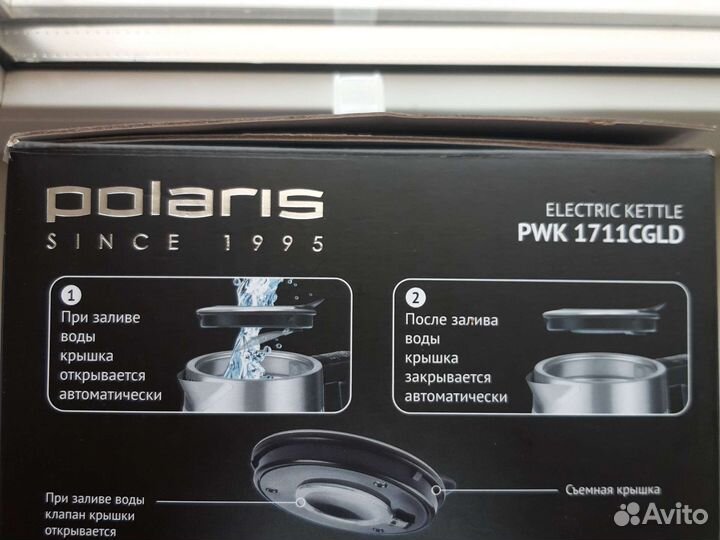 polaris
SINCE 1995
ELECTRIC KETTLE
PWK 1711CGLD
1
При заливе
воды
крышка
открывается
автоматически
2
После залива
воды
крышка
закрывается
автоматически
При заливе воды
клапан крышки
открывается
Съемная крышка
Avito